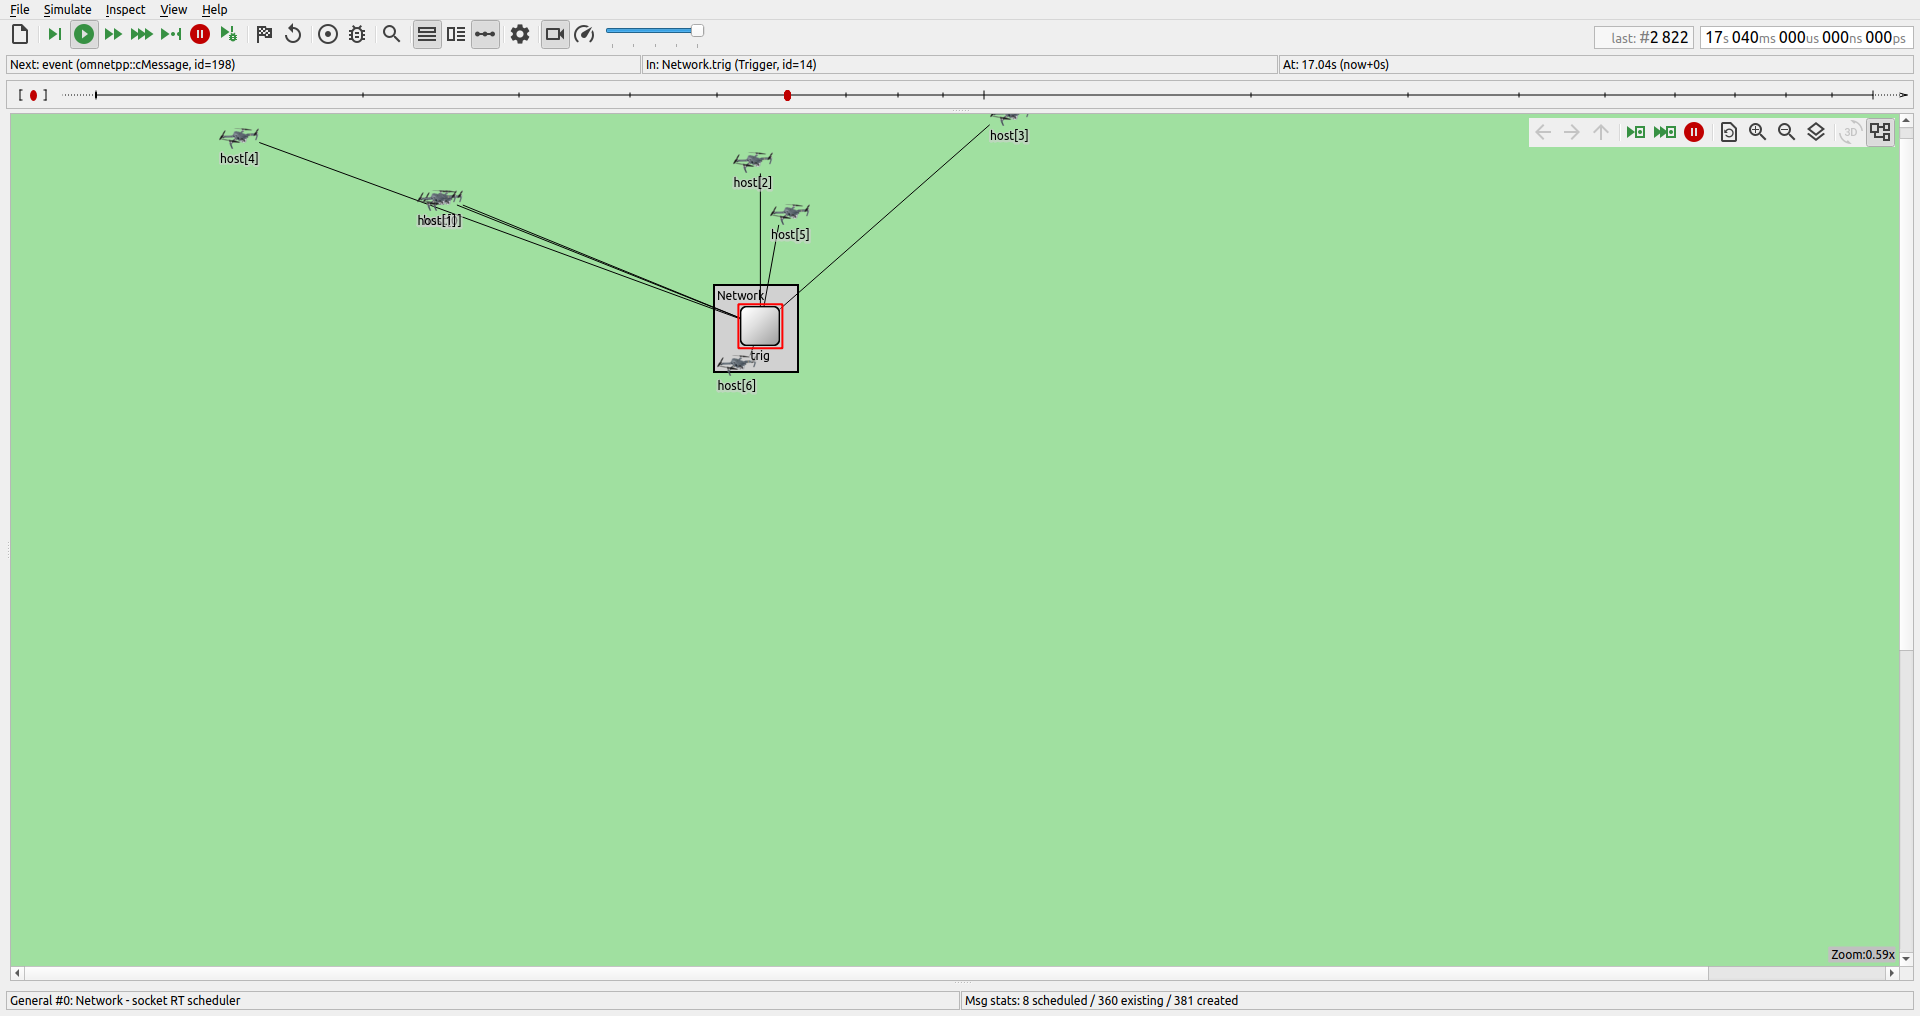 File Simulate Inspect View Help
last: #2 822 17s 040ms 000us 000ns 000ps
Next: event (omnetpp::cMessage, id=198) In: Network.trig (Trigger, id=14) At: 17.04s (now+0s)
host[3]
3D
host[4]
host[2]
host[1]
host[5]
Network
trig
host[6]
Zoom:0.59x
General #0: Network - socket RT scheduler Msg stats: 8 scheduled / 360 existing / 381 created